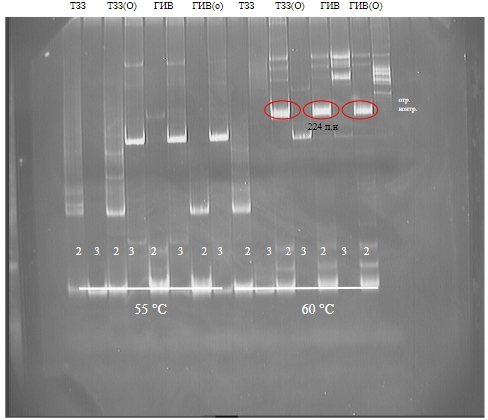 ТЗЗ ТЗЗ(О) ГИВ ГИВ(о) ТЗЗ ТЗЗ(О) ГИВ ГИВ(О)
отр.
контр.
224 п.н
2 3 2 3 2 3 2 3 2 3 2 3 2 3 2
55 °C 60 °C